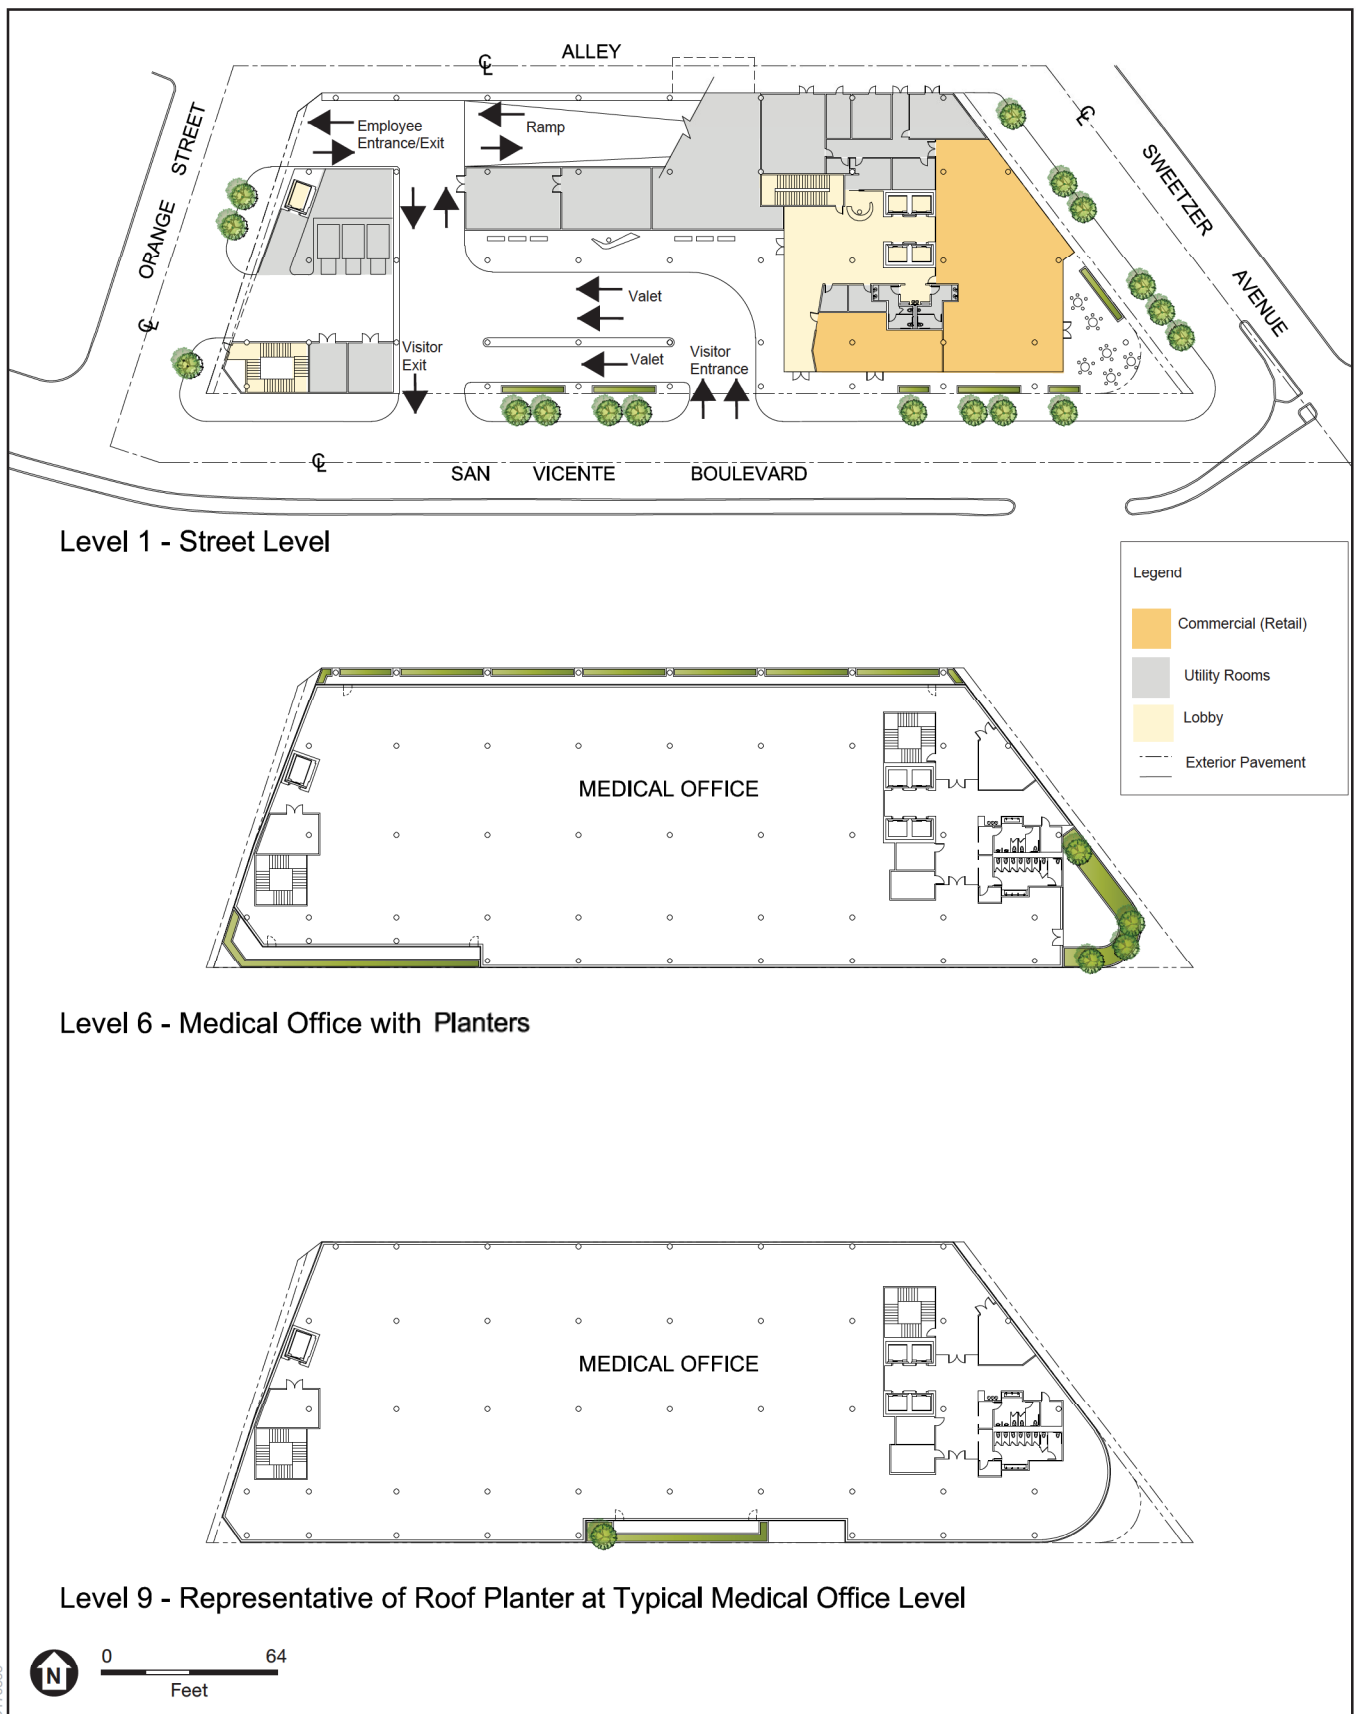 ALLEY
ORANGE STREET
Employee
Entrance/Exit
Ramp
SWEETZER AVENUE
Valet
Valet
Visitor
Exit
Visitor
Entrance
SAN VICENTE BOULEVARD
Level 1 - Street Level
Legend
Commercial (Retail)
Utility Rooms
Lobby
Exterior Pavement
MEDICAL OFFICE
Level 6 - Medical Office with Planters
MEDICAL OFFICE
Level 9 - Representative of Roof Planter at Typical Medical Office Level
N
0 64
Feet